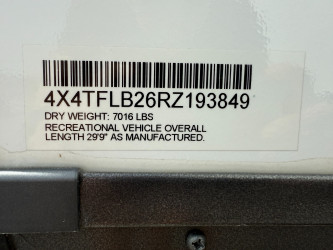 4X4TFLB26RZ193849
DRY WEIGHT: 7016 LBS
RECREATIONAL VEHICLE OVERALL
LENGTH 29'9" AS MANUFACTURED.